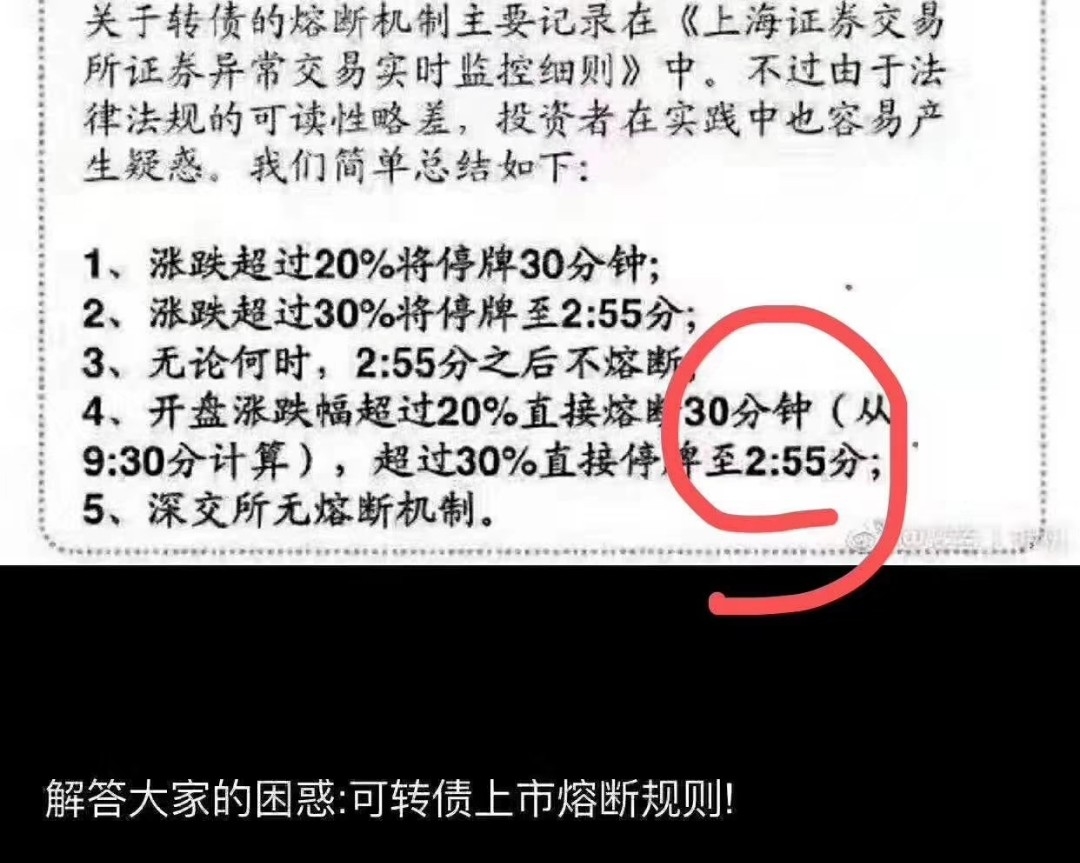 关于转债的熔断机制主要记录在《上海证券交易
所证券异常交易实时监控细则》中。不过由于法
律法规的可读性略差，投资者在实践中也容易产
生疑惑。我们简单总结如下：
1、涨跌超过20%将停牌30分钟;
2、涨跌超过30%将停牌至2:55分;
3、无论何时，2:55分之后不熔断;
4、开盘涨跌幅超过20%直接熔断30分钟（从
9:30分计算），超过30%直接停牌至2:55分;
5、深交所无熔断机制。
解答大家的困惑:可转债上市熔断规则!